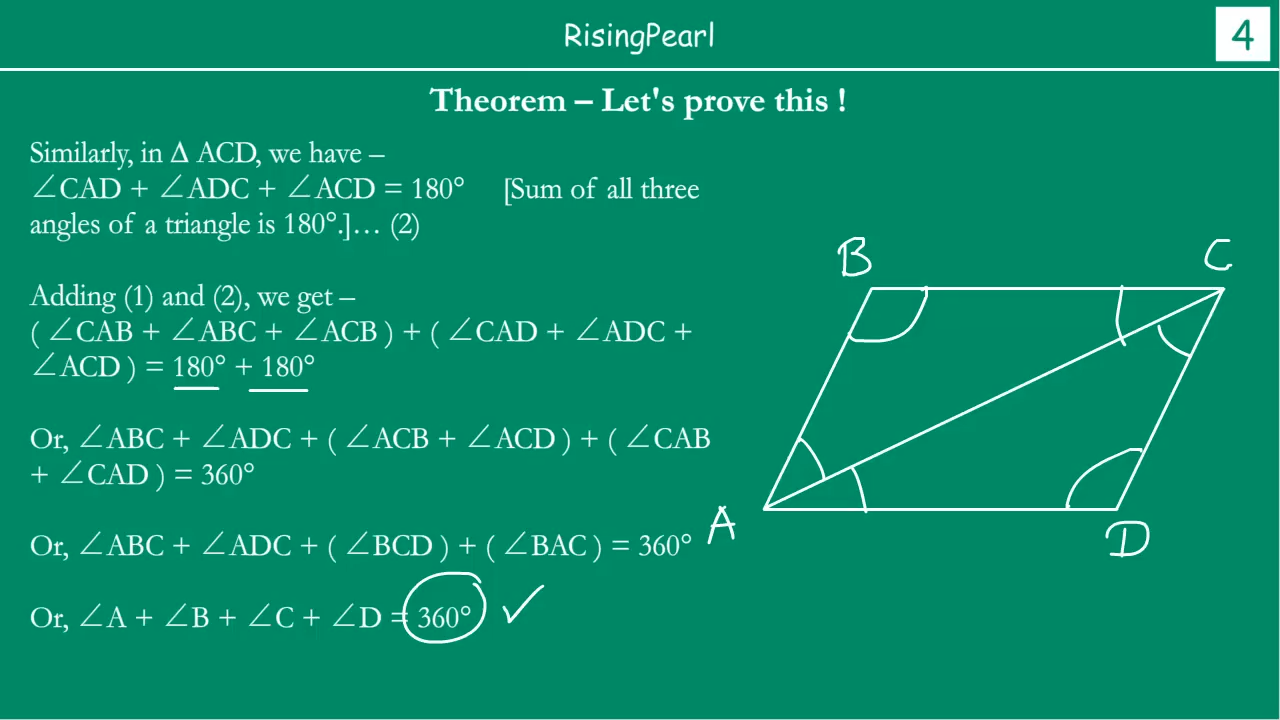 RisingPearl
4
Theorem – Let's prove this !
Similarly, in Δ ACD, we have –
∠CAD + ∠ADC + ∠ACD = 180° [Sum of all three
angles of a triangle is 180°.]… (2)
Adding (1) and (2), we get –
( ∠CAB + ∠ABC + ∠ACB ) + ( ∠CAD + ∠ADC +
∠ACD ) = 180° + 180°
Or, ∠ABC + ∠ADC + ( ∠ACB + ∠ACD ) + ( ∠CAB
+ ∠CAD ) = 360°
Or, ∠ABC + ∠ADC + ( ∠BCD ) + ( ∠BAC ) = 360°
Or, ∠A + ∠B + ∠C + ∠D = 360°
B
C
A
D